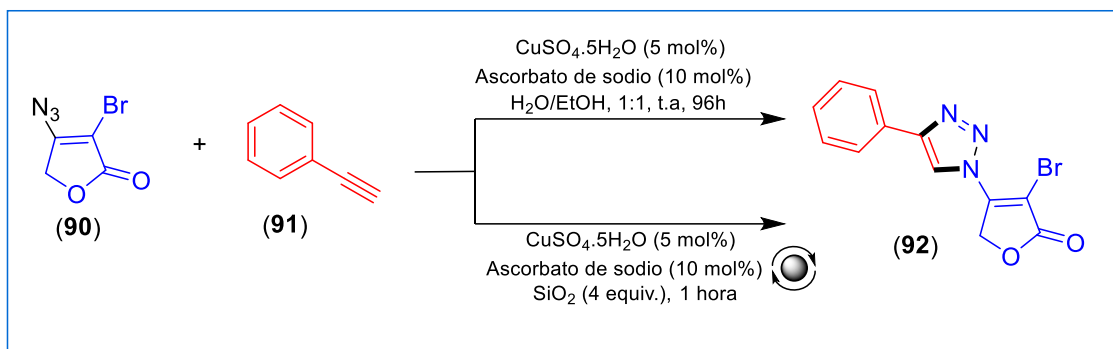 CuSO4.5H2O (5 mol%)
Ascorbato de sodio (10 mol%)
H2O/EtOH, 1:1, t.a, 96h
N3
Br
O
O
(90)
+
(91)
CuSO4.5H2O (5 mol%)
Ascorbato de sodio (10 mol%)
SiO2 (4 equiv.), 1 hora
N
N
N
Br
O
O
(92)